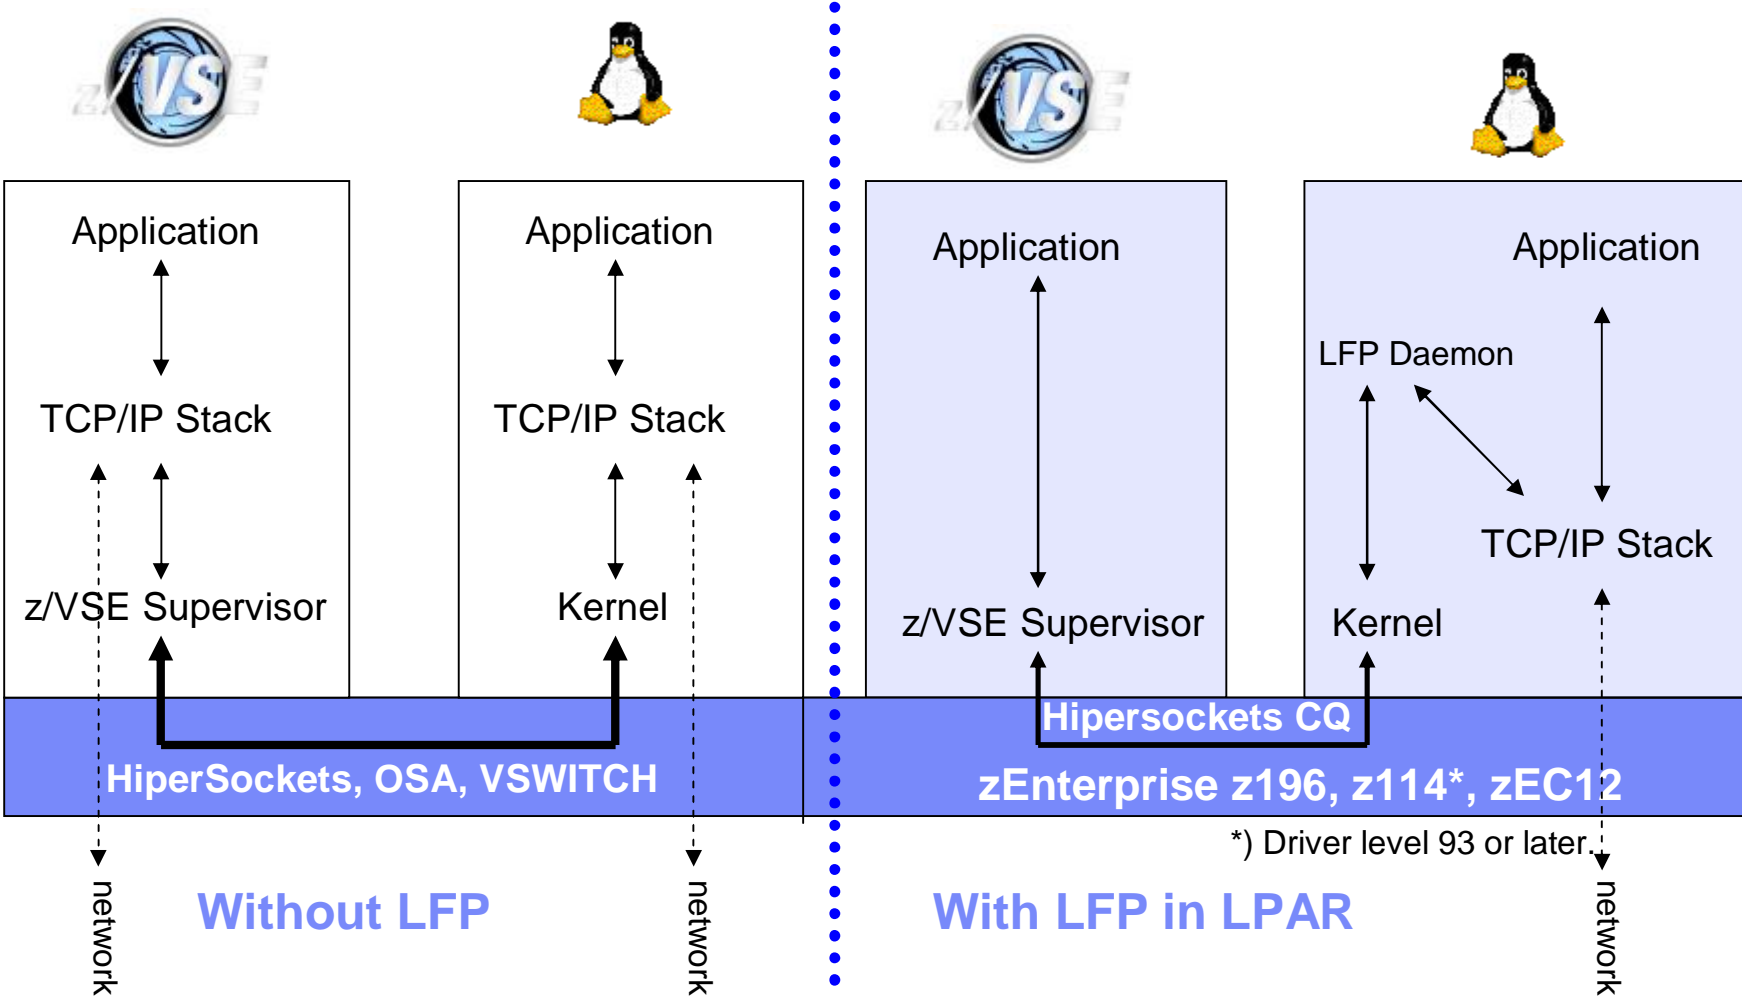 z/VSE
Application
TCP/IP Stack
z/VSE Supervisor
Application
TCP/IP Stack
Kernel
HiperSockets, OSA, VSWITCH
network
network
Without LFP
z/VSE
Application
z/VSE Supervisor
Application
LFP Daemon
TCP/IP Stack
Kernel
Hipersockets CQ
zEnterprise z196, z114*, zEC12
*) Driver level 93 or later.
network
With LFP in LPAR